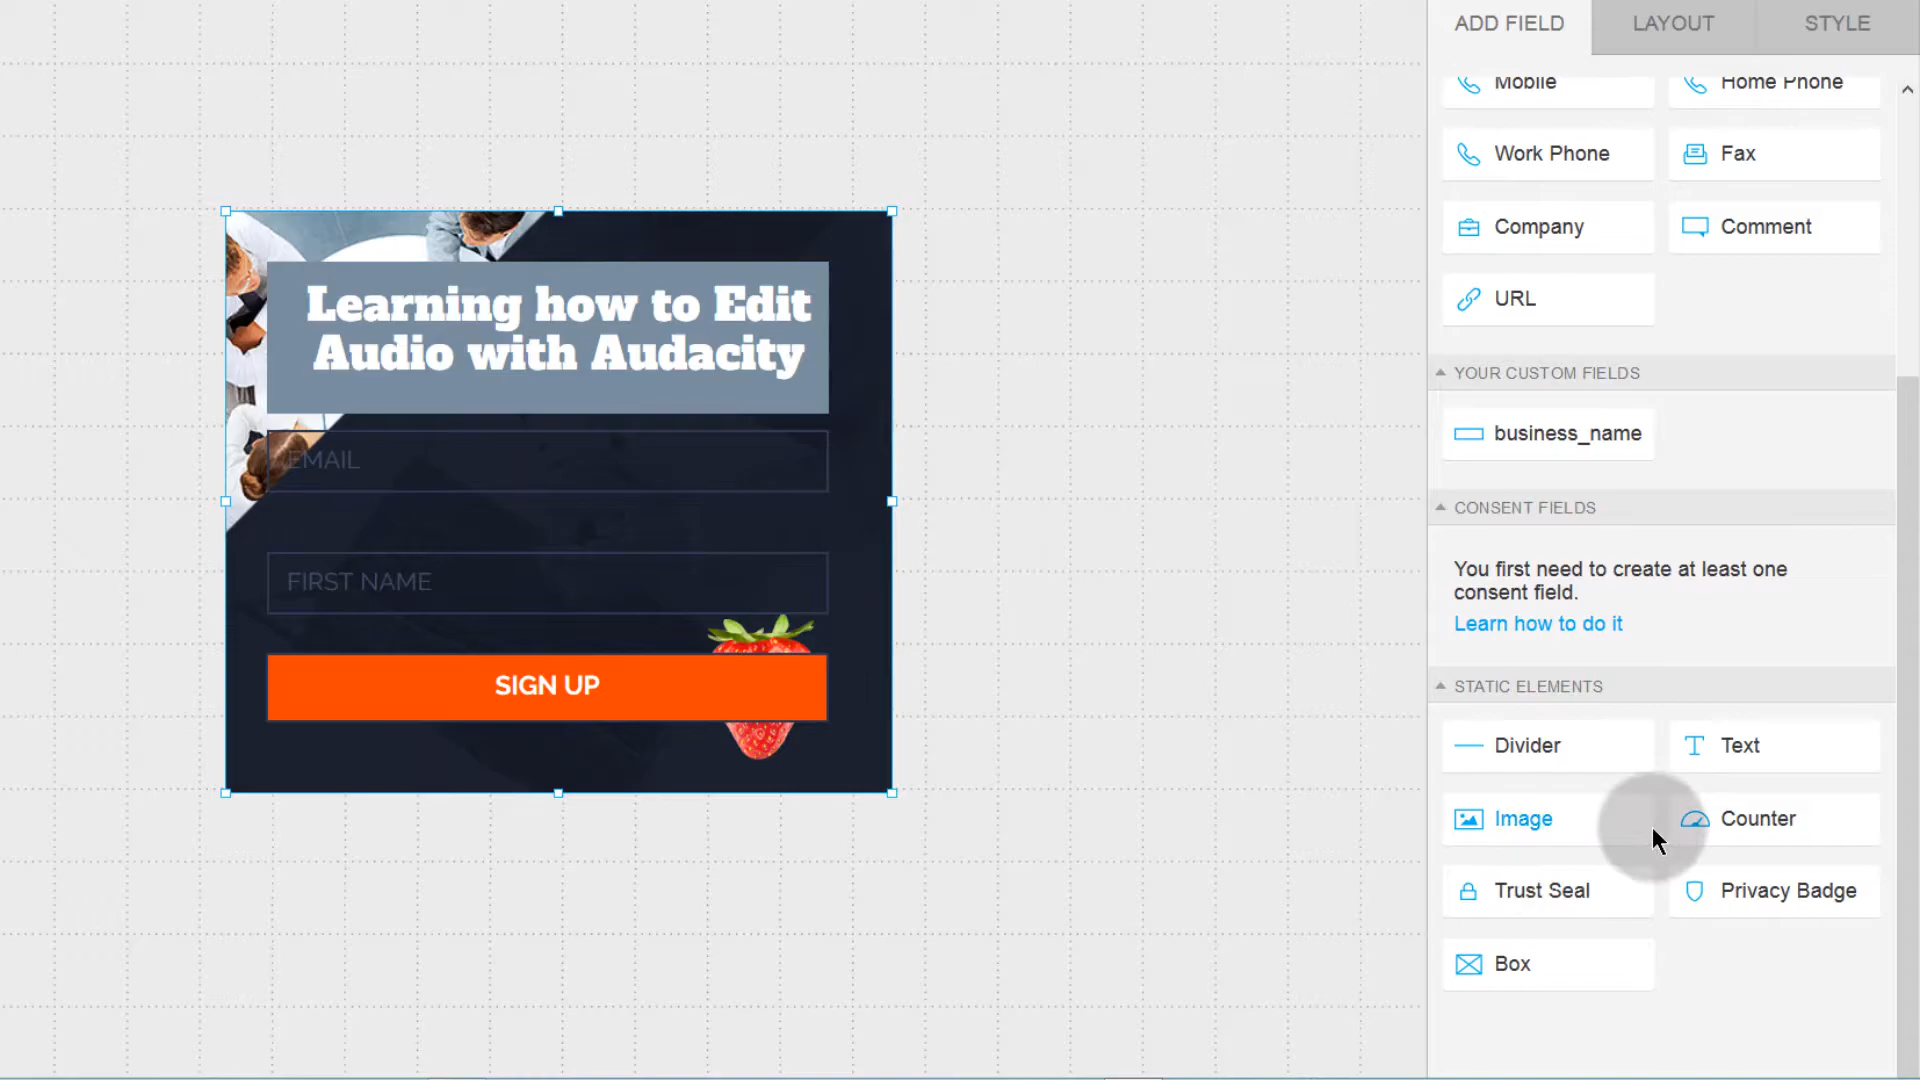 ADD FIELD
LAYOUT
STYLE
Mobile
Home Phone
Work Phone
Fax
Company
Comment
URL
YOUR CUSTOM FIELDS
business_name
CONSENT FIELDS
You first need to create at least one
consent field.
Learn how to do it
STATIC ELEMENTS
Divider
Text
Image
Counter
Trust Seal
Privacy Badge
Box
Learning how to Edit
Audio with Audacity
EMAIL
FIRST NAME
SIGN UP